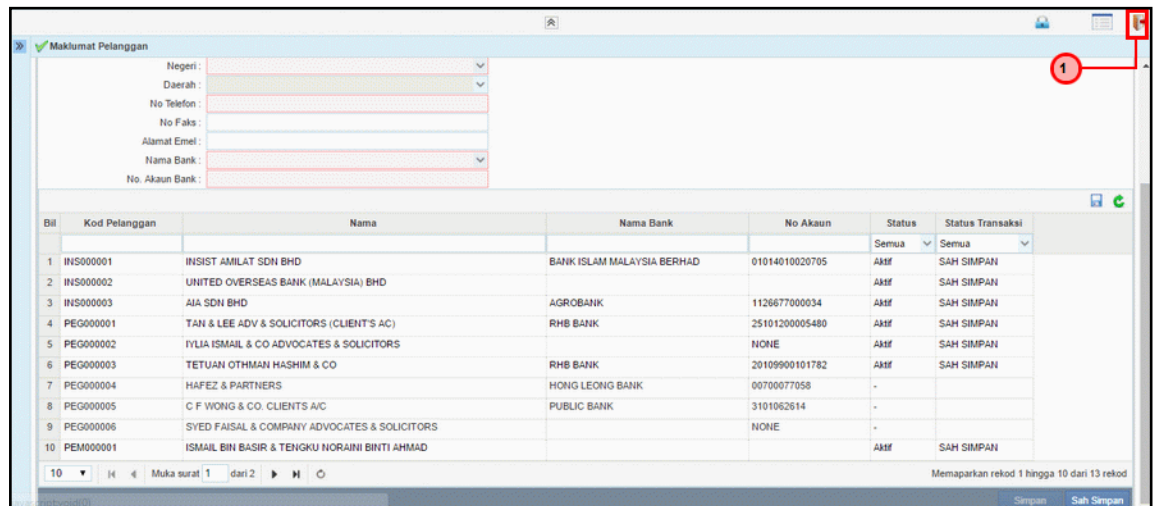 Maklumat Pelanggan
1
Negeri :
Daerah :
No Telefon :
No Faks :
Alamat Emel :
Nama Bank :
No. Akaun Bank :
Bil Kod Pelanggan Nama Nama Bank No Akaun Status Status Transaksi
Semua Semua
1 INS000001 INSIST AMILAT SDN BHD BANK ISLAM MALAYSIA BERHAD 01014010020705 Aktif SAH SIMPAN
2 INS000002 UNITED OVERSEAS BANK (MALAYSIA) BHD Aktif SAH SIMPAN
3 INS000003 AIA SDN BHD AGROBANK 1126677000034 Aktif SAH SIMPAN
4 PEG000001 TAN & LEE ADV & SOLICITORS (CLIENT'S AC) RHB BANK 25101200005480 Aktif SAH SIMPAN
5 PEG000002 IYLIA ISMAIL & CO ADVOCATES & SOLICITORS NONE Aktif SAH SIMPAN
6 PEG000003 TETUAN OTHMAN HASHIM & CO RHB BANK 20109900101782 Aktif SAH SIMPAN
7 PEG000004 HAFEZ & PARTNERS HONG LEONG BANK 00700077058 -
8 PEG000005 C F WONG & CO. CLIENTS A/C PUBLIC BANK 3101062614 -
9 PEG000006 SYED FAISAL & COMPANY ADVOCATES & SOLICITORS NONE -
10 PEM000001 ISMAIL BIN BASIR & TENGKU NORAINI BINTI AHMAD Aktif SAH SIMPAN
10 Muka surat 1 dari 2 Memaparkan rekod 1 hingga 10 dari 13 rekod
Simpan Sah Simpan